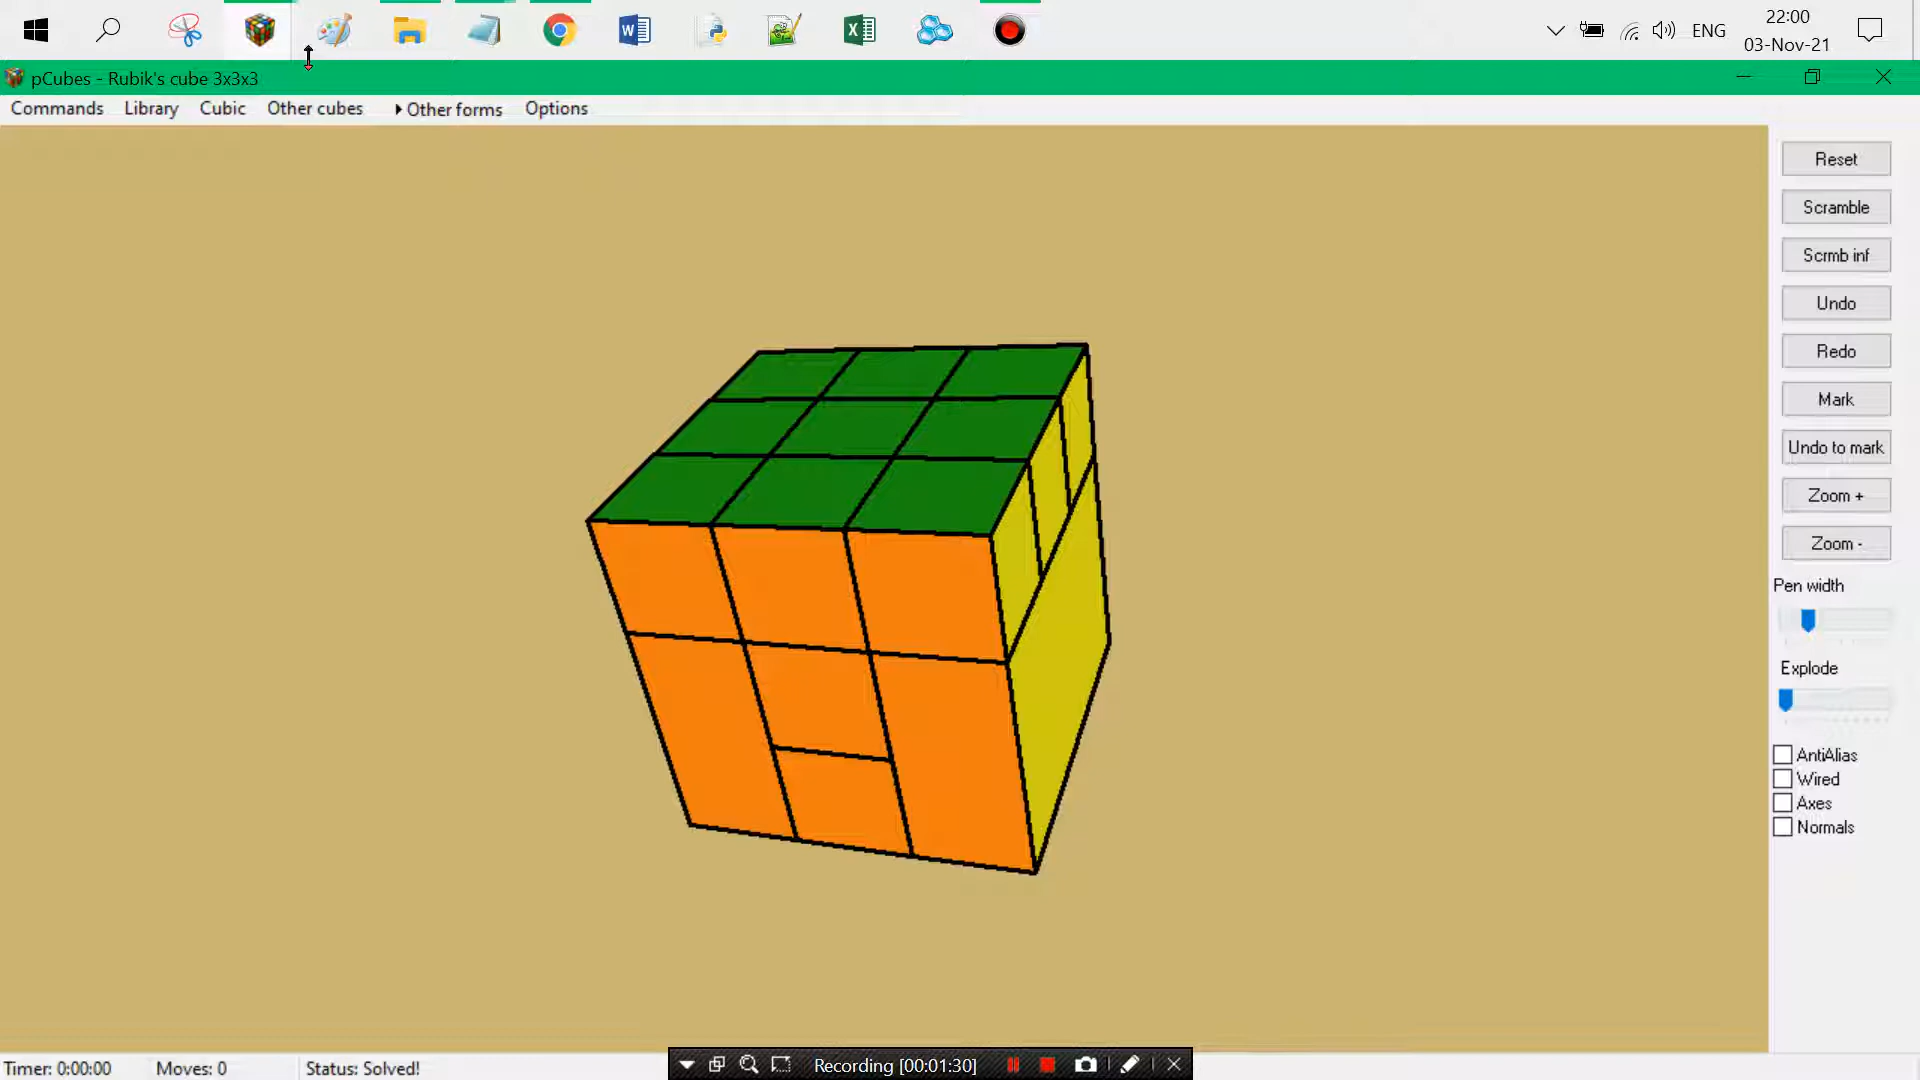 ENG
22:00
03-Nov-21
pCubes - Rubik's cube 3x3x3
Commands Library Cubic Other cubes Other forms Options
Reset
Scramble
Scrmb inf
Undo
Redo
Mark
Undo to mark
Zoom +
Zoom -
Pen width
Explode
AntiAlias
Wired
Axes
Normals
Timer: 0:00:00 Moves: 0 Status: Solved!
Recording [00:01:30]